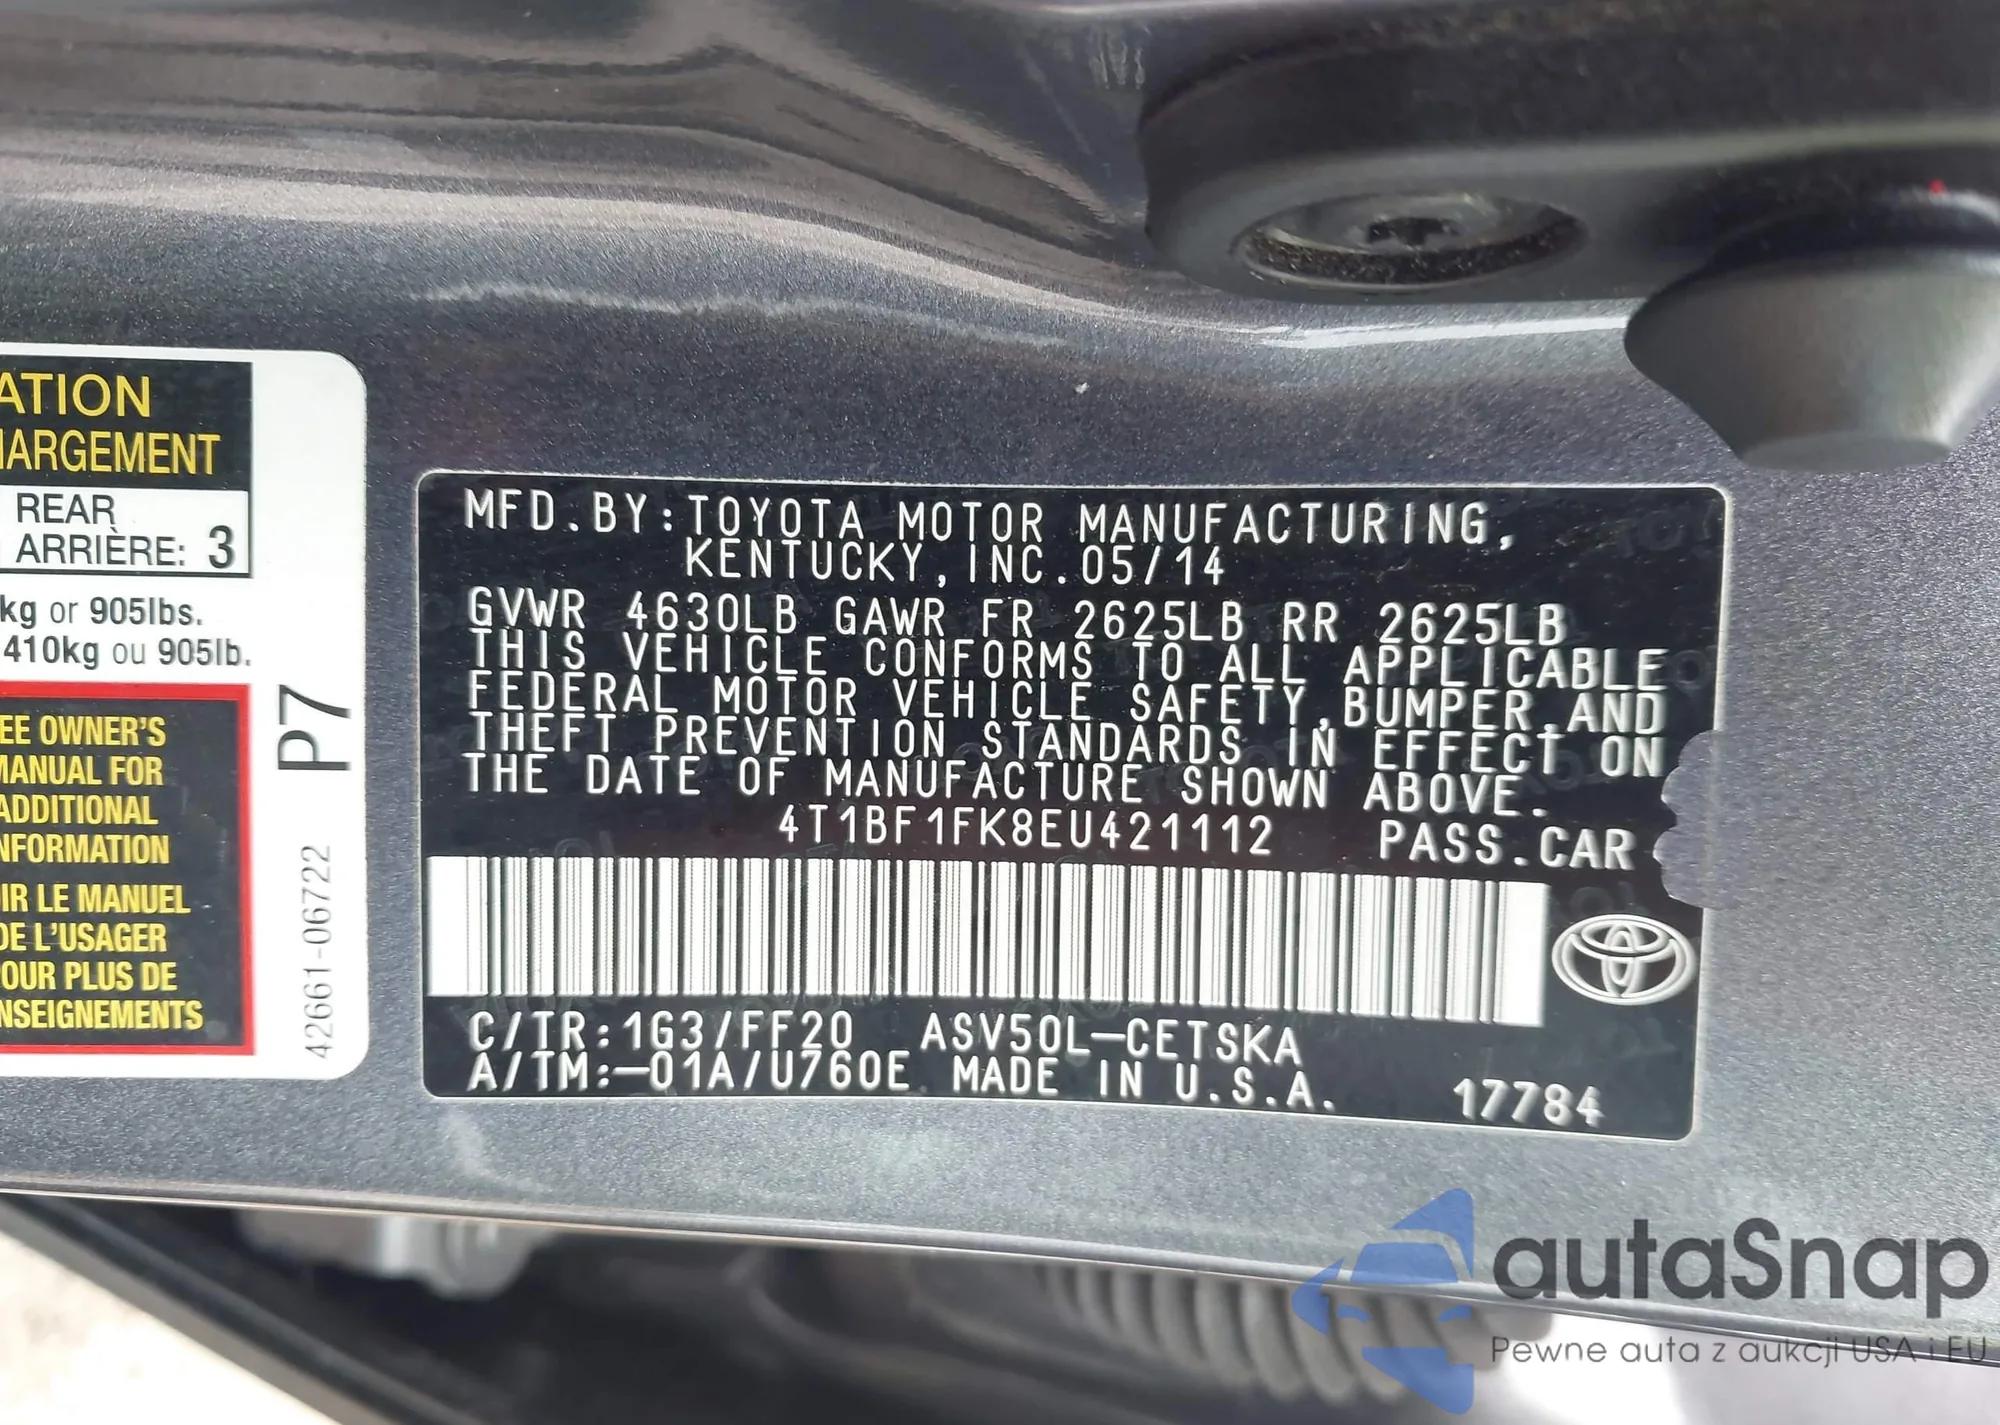 ATION
HARGEMENT
REAR
ARRIÈRE: 3
kg or 905lbs.
410kg ou 905lb.
EE OWNER'S
MANUAL FOR
ADDITIONAL
NFORMATION
IR LE MANUEL
DE L'USAGER
POUR PLUS DE
NSEIGNEMENTS
P7
42661-06722
MFD.BY:TOYOTA MOTOR MANUFACTURING,
KENTUCKY,INC.05/14
GVWR 4630LB GAWR FR 2625LB RR 2625LB
THIS VEHICLE CONFORMS TO ALL APPLICABLE
FEDERAL MOTOR VEHICLE SAFETY,BUMPER,AND
THEFT PREVENTION STANDARDS IN EFFECT ON
THE DATE OF MANUFACTURE SHOWN ABOVE.
4T1BF1FK8EU421112 PASS.CAR
C/TR:1G3/FF20 ASV50L-CETSKA
A/TM:-01A/U760E MADE IN U.S.A. 17784
autoSnap
Pewne auta z aukcji USA i EU